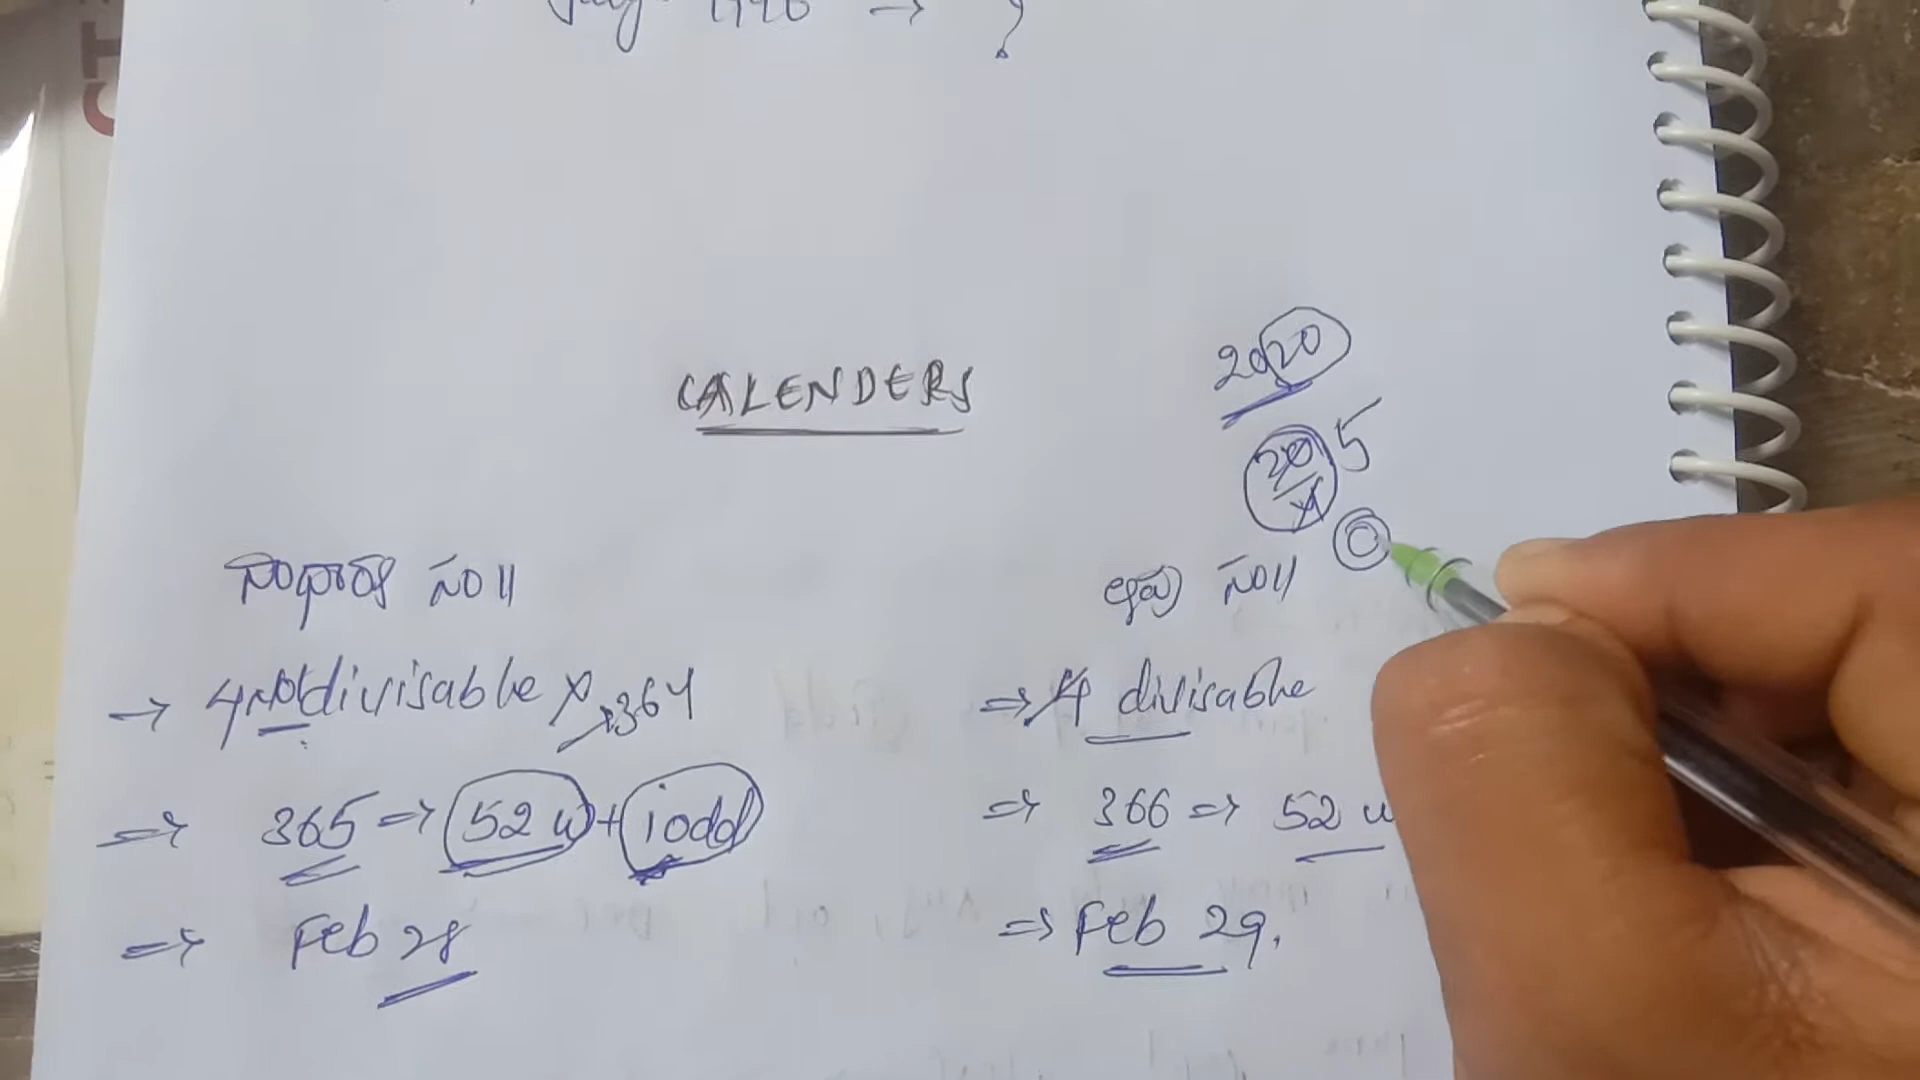 1996 → ?
CALENDERS
2020
20/4 5
0
ಸಂ॥
ಸಂ॥
→ 4 Not divisable
364
⇒ 4 divisable
⇒ 365 ⇒ 52 w + 1 odd
⇒ 366 ⇒ 52 w
⇒ Feb 28
⇒ Feb 29.